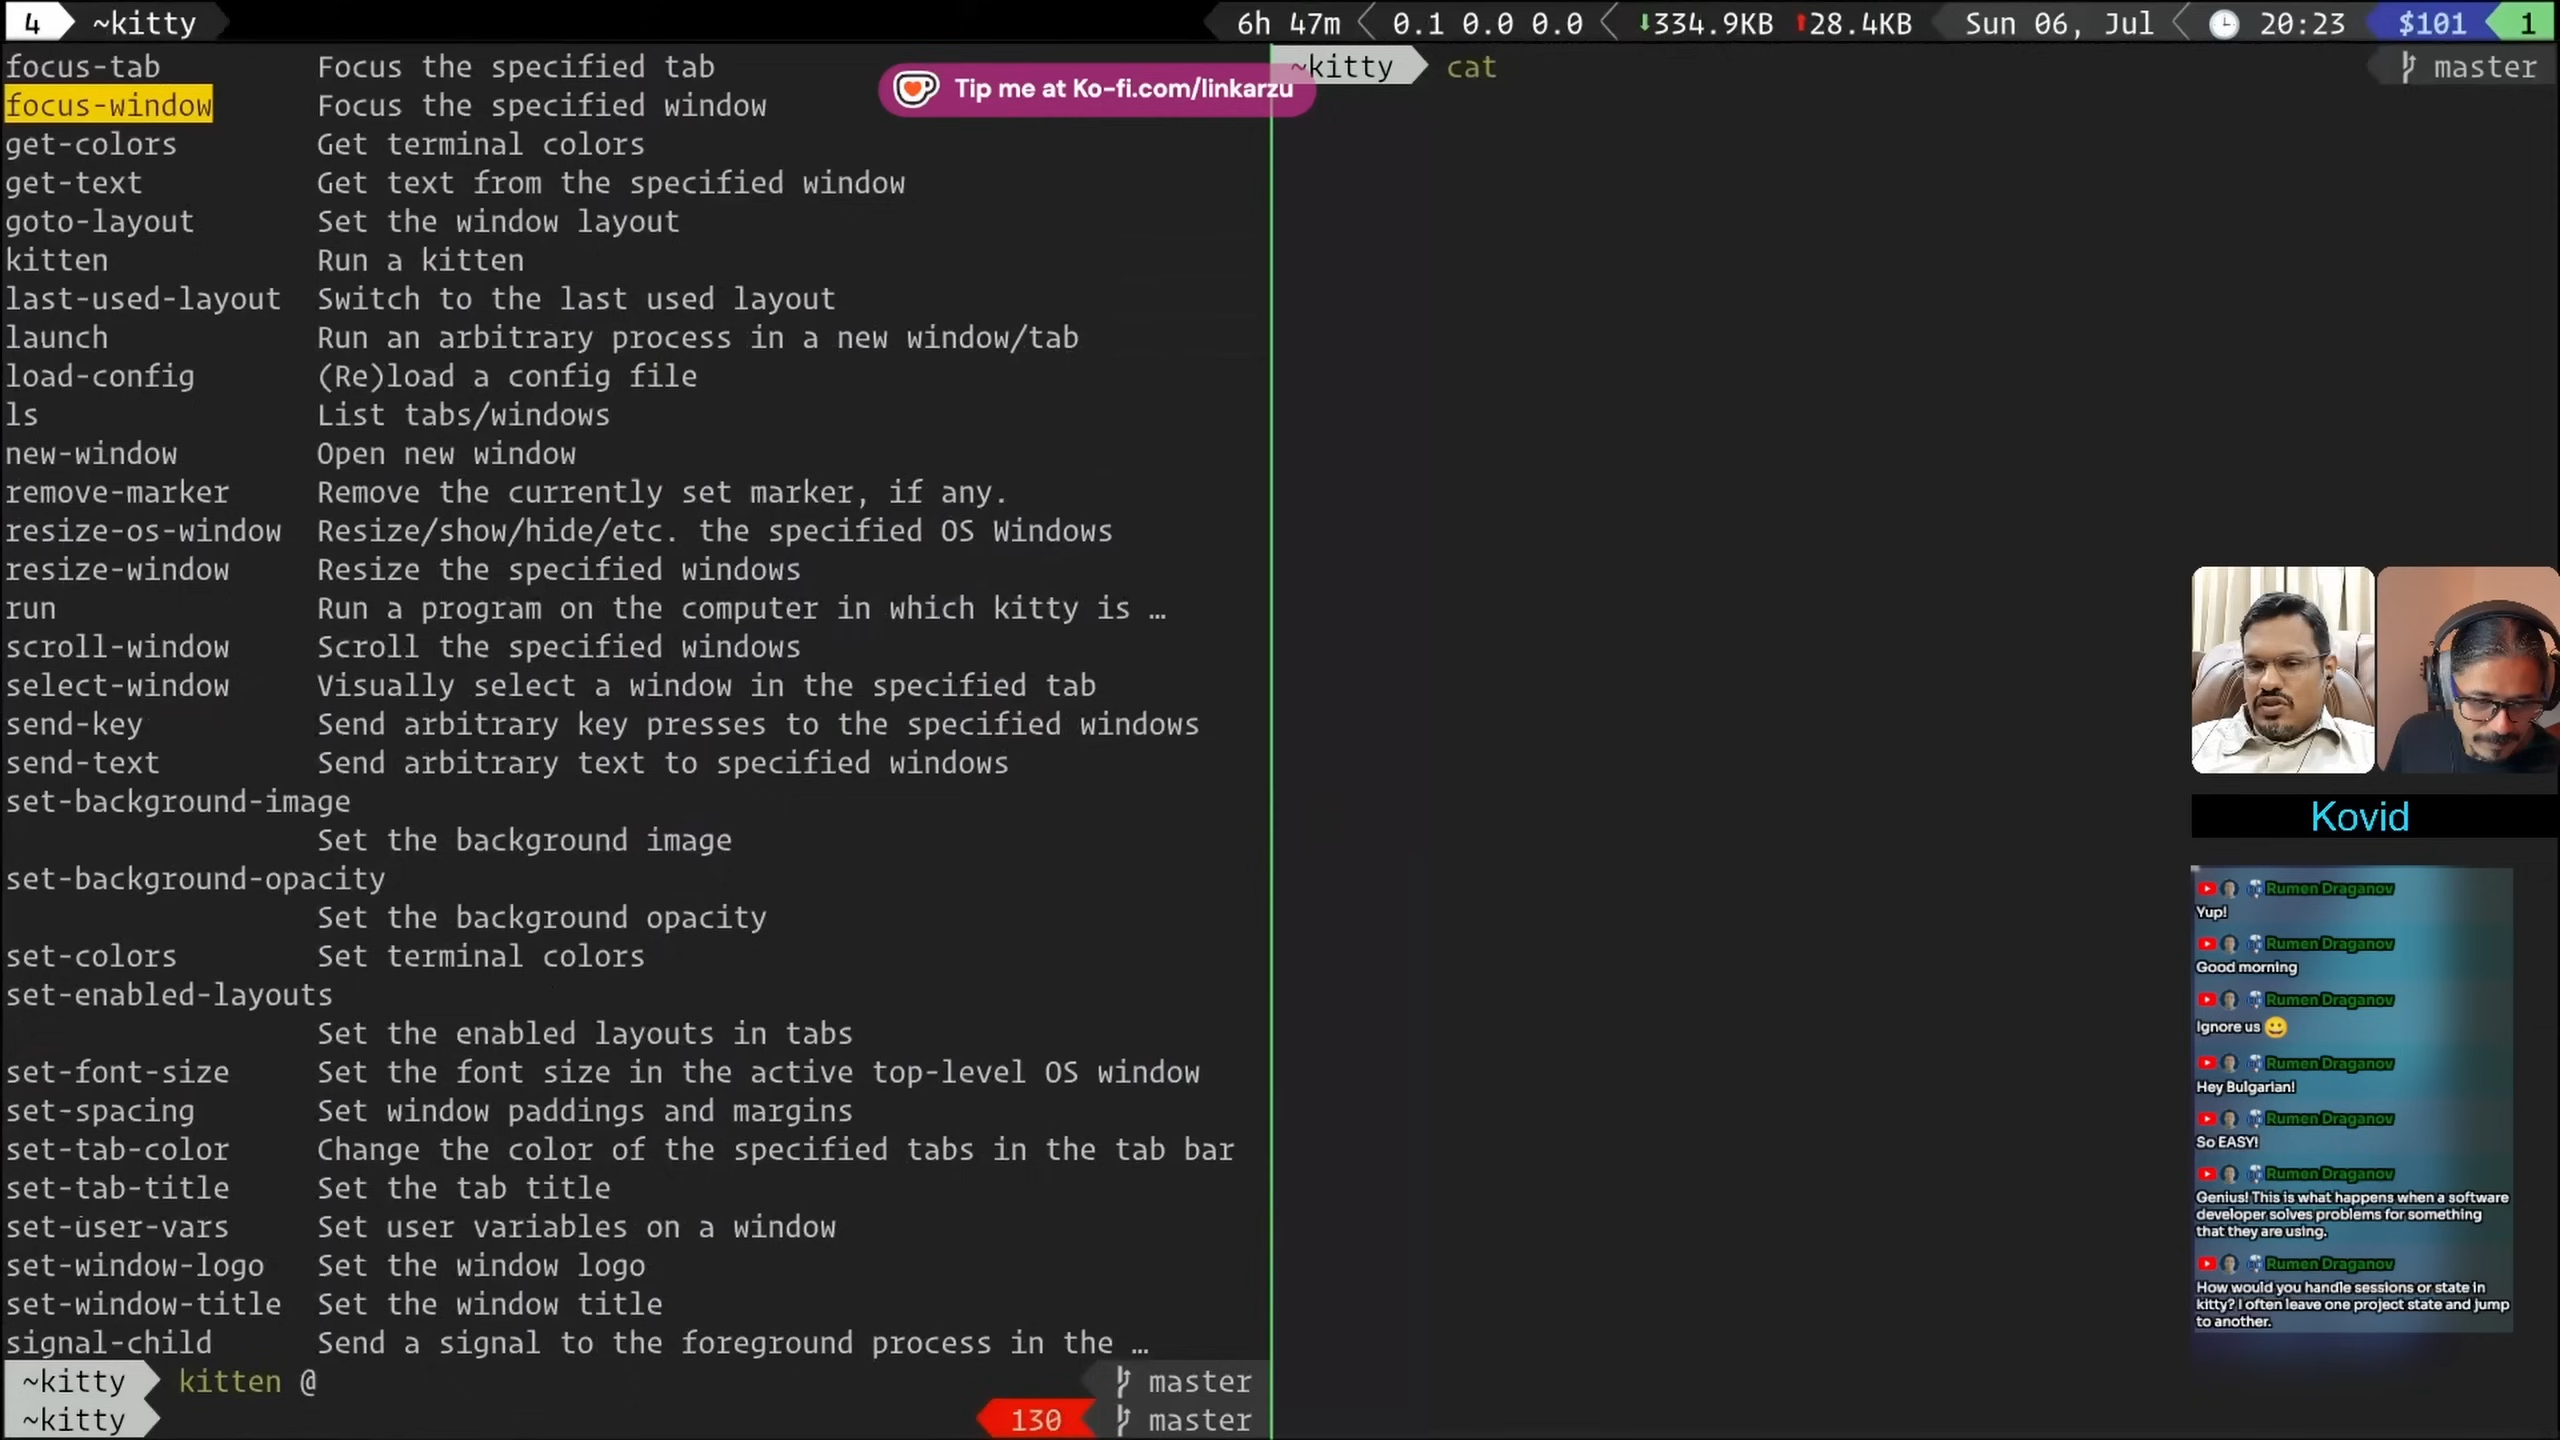 4 ~kitty 6h 47m 0.1 0.0 0.0 ↓334.9KB ↑28.4KB Sun 06, Jul 20:23 $101 1
focus-tab Focus the specified tab
focus-window Focus the specified window
get-colors Get terminal colors
get-text Get text from the specified window
goto-layout Set the window layout
kitten Run a kitten
last-used-layout Switch to the last used layout
launch Run an arbitrary process in a new window/tab
load-config (Re)load a config file
ls List tabs/windows
new-window Open new window
remove-marker Remove the currently set marker, if any.
resize-os-window Resize/show/hide/etc. the specified OS Windows
resize-window Resize the specified windows
run Run a program on the computer in which kitty is …
scroll-window Scroll the specified windows
select-window Visually select a window in the specified tab
send-key Send arbitrary key presses to the specified windows
send-text Send arbitrary text to specified windows
set-background-image
Set the background image
set-background-opacity
Set the background opacity
set-colors Set terminal colors
set-enabled-layouts
Set the enabled layouts in tabs
set-font-size Set the font size in the active top-level OS window
set-spacing Set window paddings and margins
set-tab-color Change the color of the specified tabs in the tab bar
set-tab-title Set the tab title
set-user-vars Set user variables on a window
set-window-logo Set the window logo
set-window-title Set the window title
signal-child Send a signal to the foreground process in the …
~kitty kitten @ master
~kitty 130 master
Tip me at Ko-fi.com/linkarzu
~kitty cat master
Kovid
Rumen Draganov
Yup!
Rumen Draganov
Good morning
Rumen Draganov
Ignore us 😀
Rumen Draganov
Hey Bulgarian!
Rumen Draganov
So EASY!
Rumen Draganov
Genius! This is what happens when a software
developer solves problems for something
that they are using.
Rumen Draganov
How would you handle sessions or state in
kitty? I often leave one project state and jump
to another.